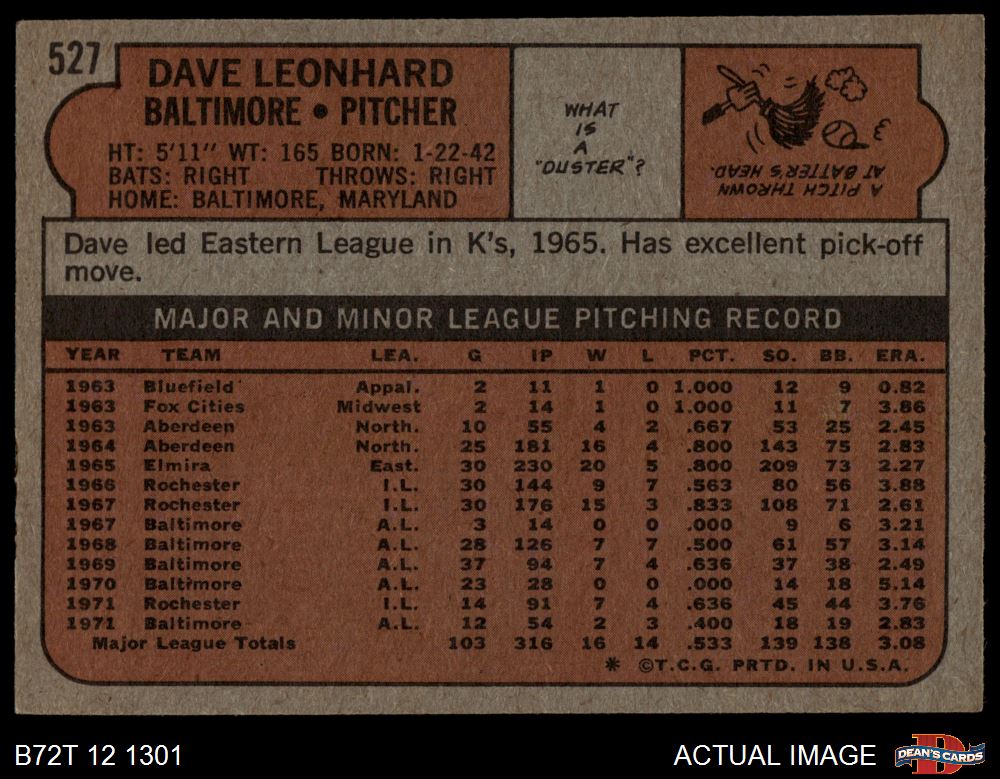 527
DAVE LEONHARD
BALTIMORE • PITCHER
HT: 5'11" WT: 165 BORN: 1-22-42
BATS: RIGHT THROWS: RIGHT
HOME: BALTIMORE, MARYLAND
WHAT
IS
A
"DUSTER"?
A PITCH THROWN
AT BATTER'S HEAD.
Dave led Eastern League in K's, 1965. Has excellent pick-off
move.
MAJOR AND MINOR LEAGUE PITCHING RECORD
YEAR TEAM LEA. G IP W L PCT. SO. BB. ERA.
1963 Bluefield Appal. 2 11 1 0 1.000 12 9 0.82
1963 Fox Cities Midwest 2 14 1 0 1.000 11 7 3.86
1963 Aberdeen North. 10 55 4 2 .667 53 25 2.45
1964 Aberdeen North. 25 181 16 4 .800 143 75 2.83
1965 Elmira East. 30 230 20 5 .800 209 73 2.27
1966 Rochester I.L. 30 144 9 7 .563 80 56 3.88
1967 Rochester I.L. 30 176 15 3 .833 108 71 2.61
1967 Baltimore A.L. 3 14 0 0 .000 9 6 3.21
1968 Baltimore A.L. 28 126 7 7 .500 61 57 3.14
1969 Baltimore A.L. 37 94 7 4 .636 37 38 2.49
1970 Baltimore A.L. 23 28 0 0 .000 14 18 5.14
1971 Rochester I.L. 14 91 7 4 .636 45 44 3.76
1971 Baltimore A.L. 12 54 2 3 .400 18 19 2.83
Major League Totals 103 316 16 14 .533 139 138 3.08
* ©T.C.G. PRTD. IN U.S.A.
B72T 12 1301
ACTUAL IMAGE
DEAN'S CARDS